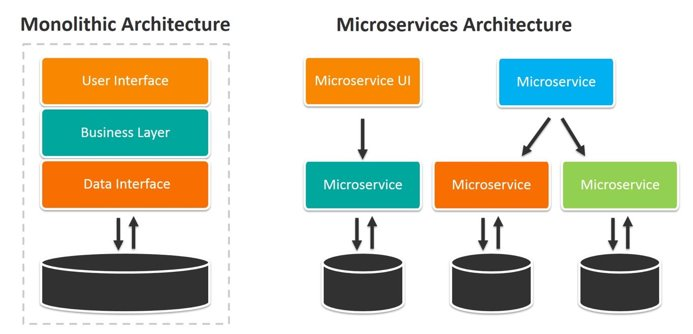 Monolithic Architecture
User Interface
Business Layer
Data Interface
Microservices Architecture
Microservice UI
Microservice
Microservice
Microservice
Microservice